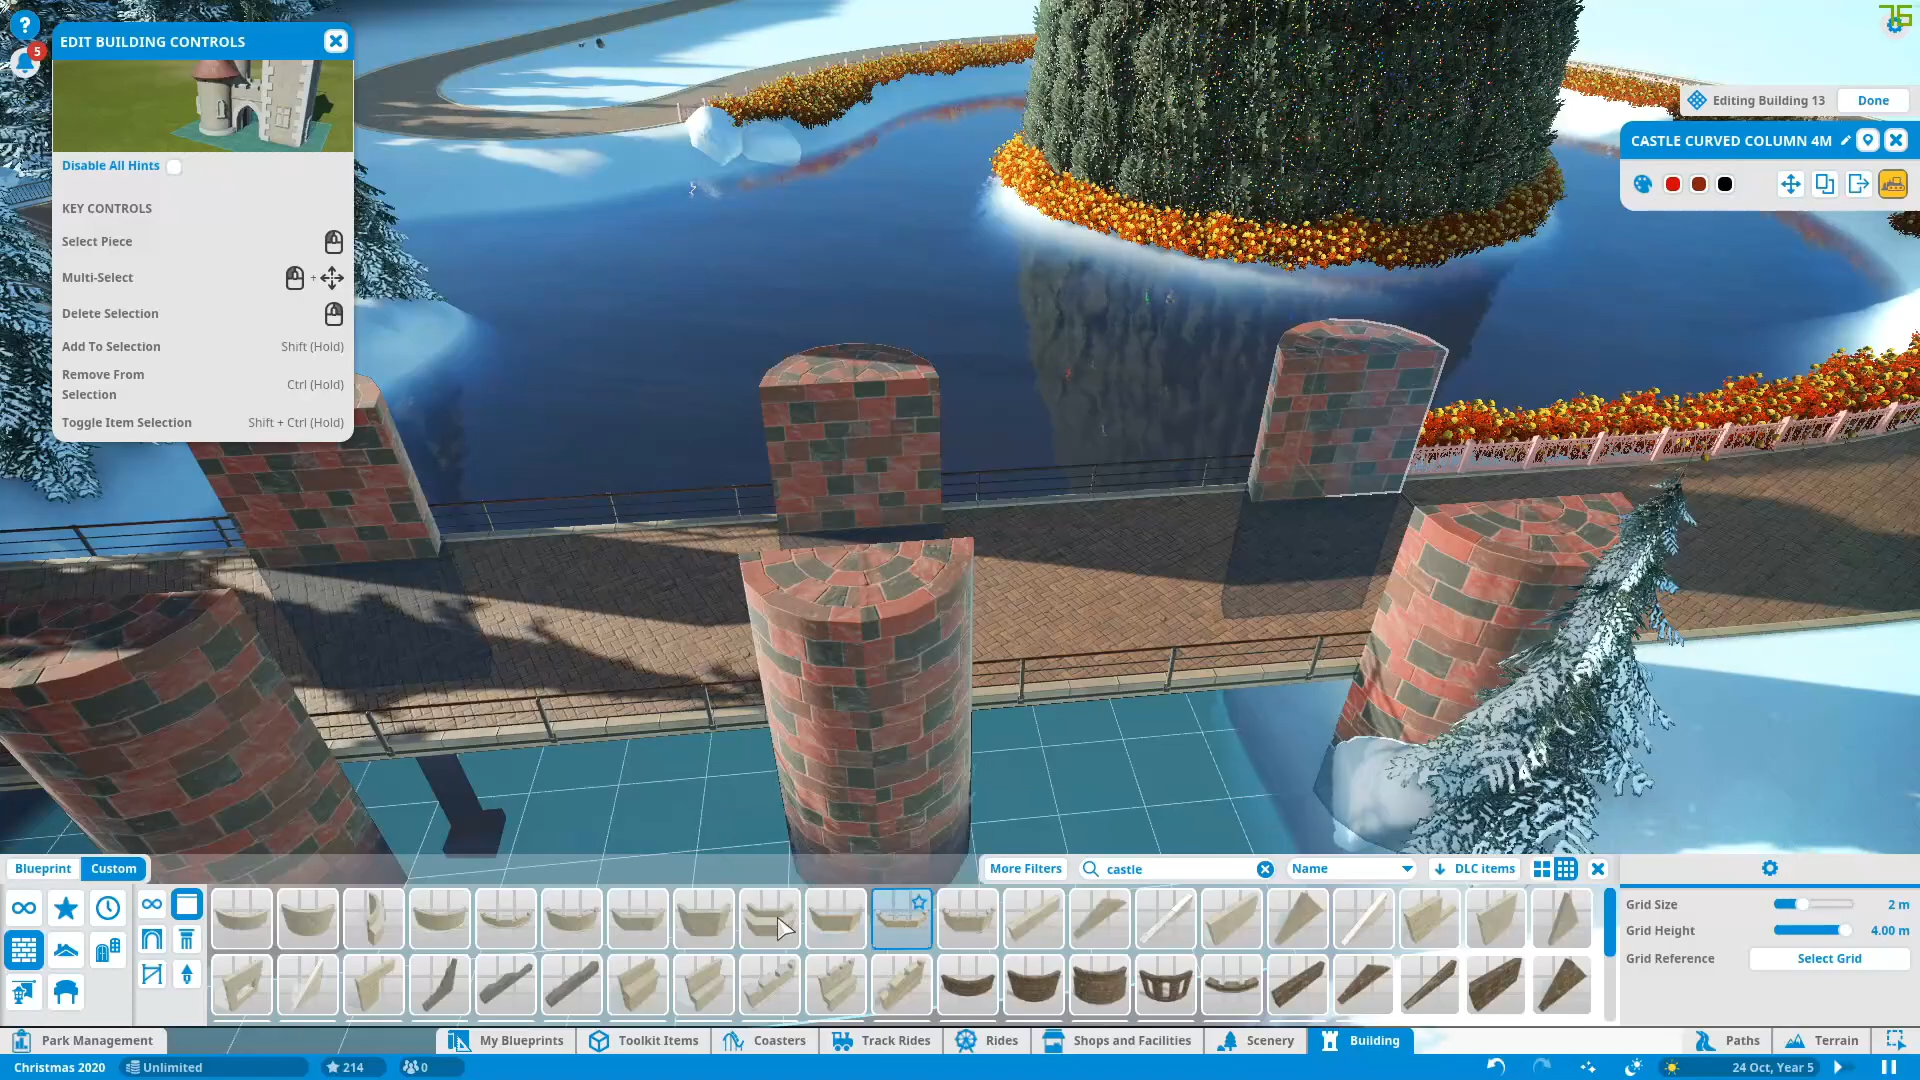 ?
5
EDIT BUILDING CONTROLS
75
Disable All Hints
KEY CONTROLS
Select Piece
Multi-Select
+
Delete Selection
Add To Selection
Shift (Hold)
Remove From
Selection
Ctrl (Hold)
Toggle Item Selection
Shift + Ctrl (Hold)
Editing Building 13
Done
CASTLE CURVED COLUMN 4M
Blueprint
Custom
More Filters
castle
Name
DLC items
Grid Size
2 m
Grid Height
4.00 m
Grid Reference
Select Grid
Park Management
My Blueprints
Toolkit Items
Coasters
Track Rides
Rides
Shops and Facilities
Scenery
Building
Paths
Terrain
Christmas 2020
Unlimited
214
0
24 Oct, Year 5